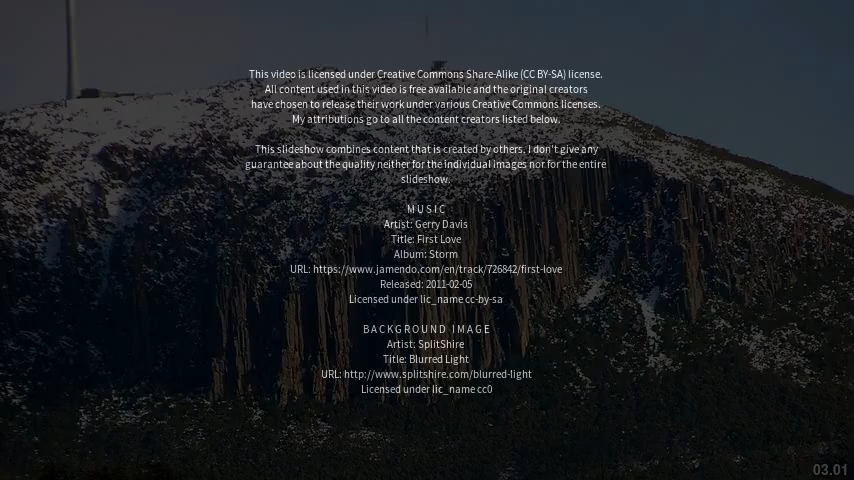 This video is licensed under Creative Commons Share-Alike (CC BY-SA) license.
All content used in this video is free available and the original creators
have chosen to release their work under various Creative Commons licenses.
My attributions go to all the content creators listed below.
This slideshow combines content that is created by others. I don't give any
guarantee about the quality neither for the individual images nor for the entire
slideshow.
MUSIC
Artist: Gerry Davis
Title: First Love
Album: Storm
URL: https://www.jamendo.com/en/track/726842/first-love
Released: 2011-02-05
Licensed under lic_name cc-by-sa
BACKGROUND IMAGE
Artist: SplitShire
Title: Blurred Light
URL: http://www.splitshire.com/blurred-light
Licensed under lic_name cc0
03.01